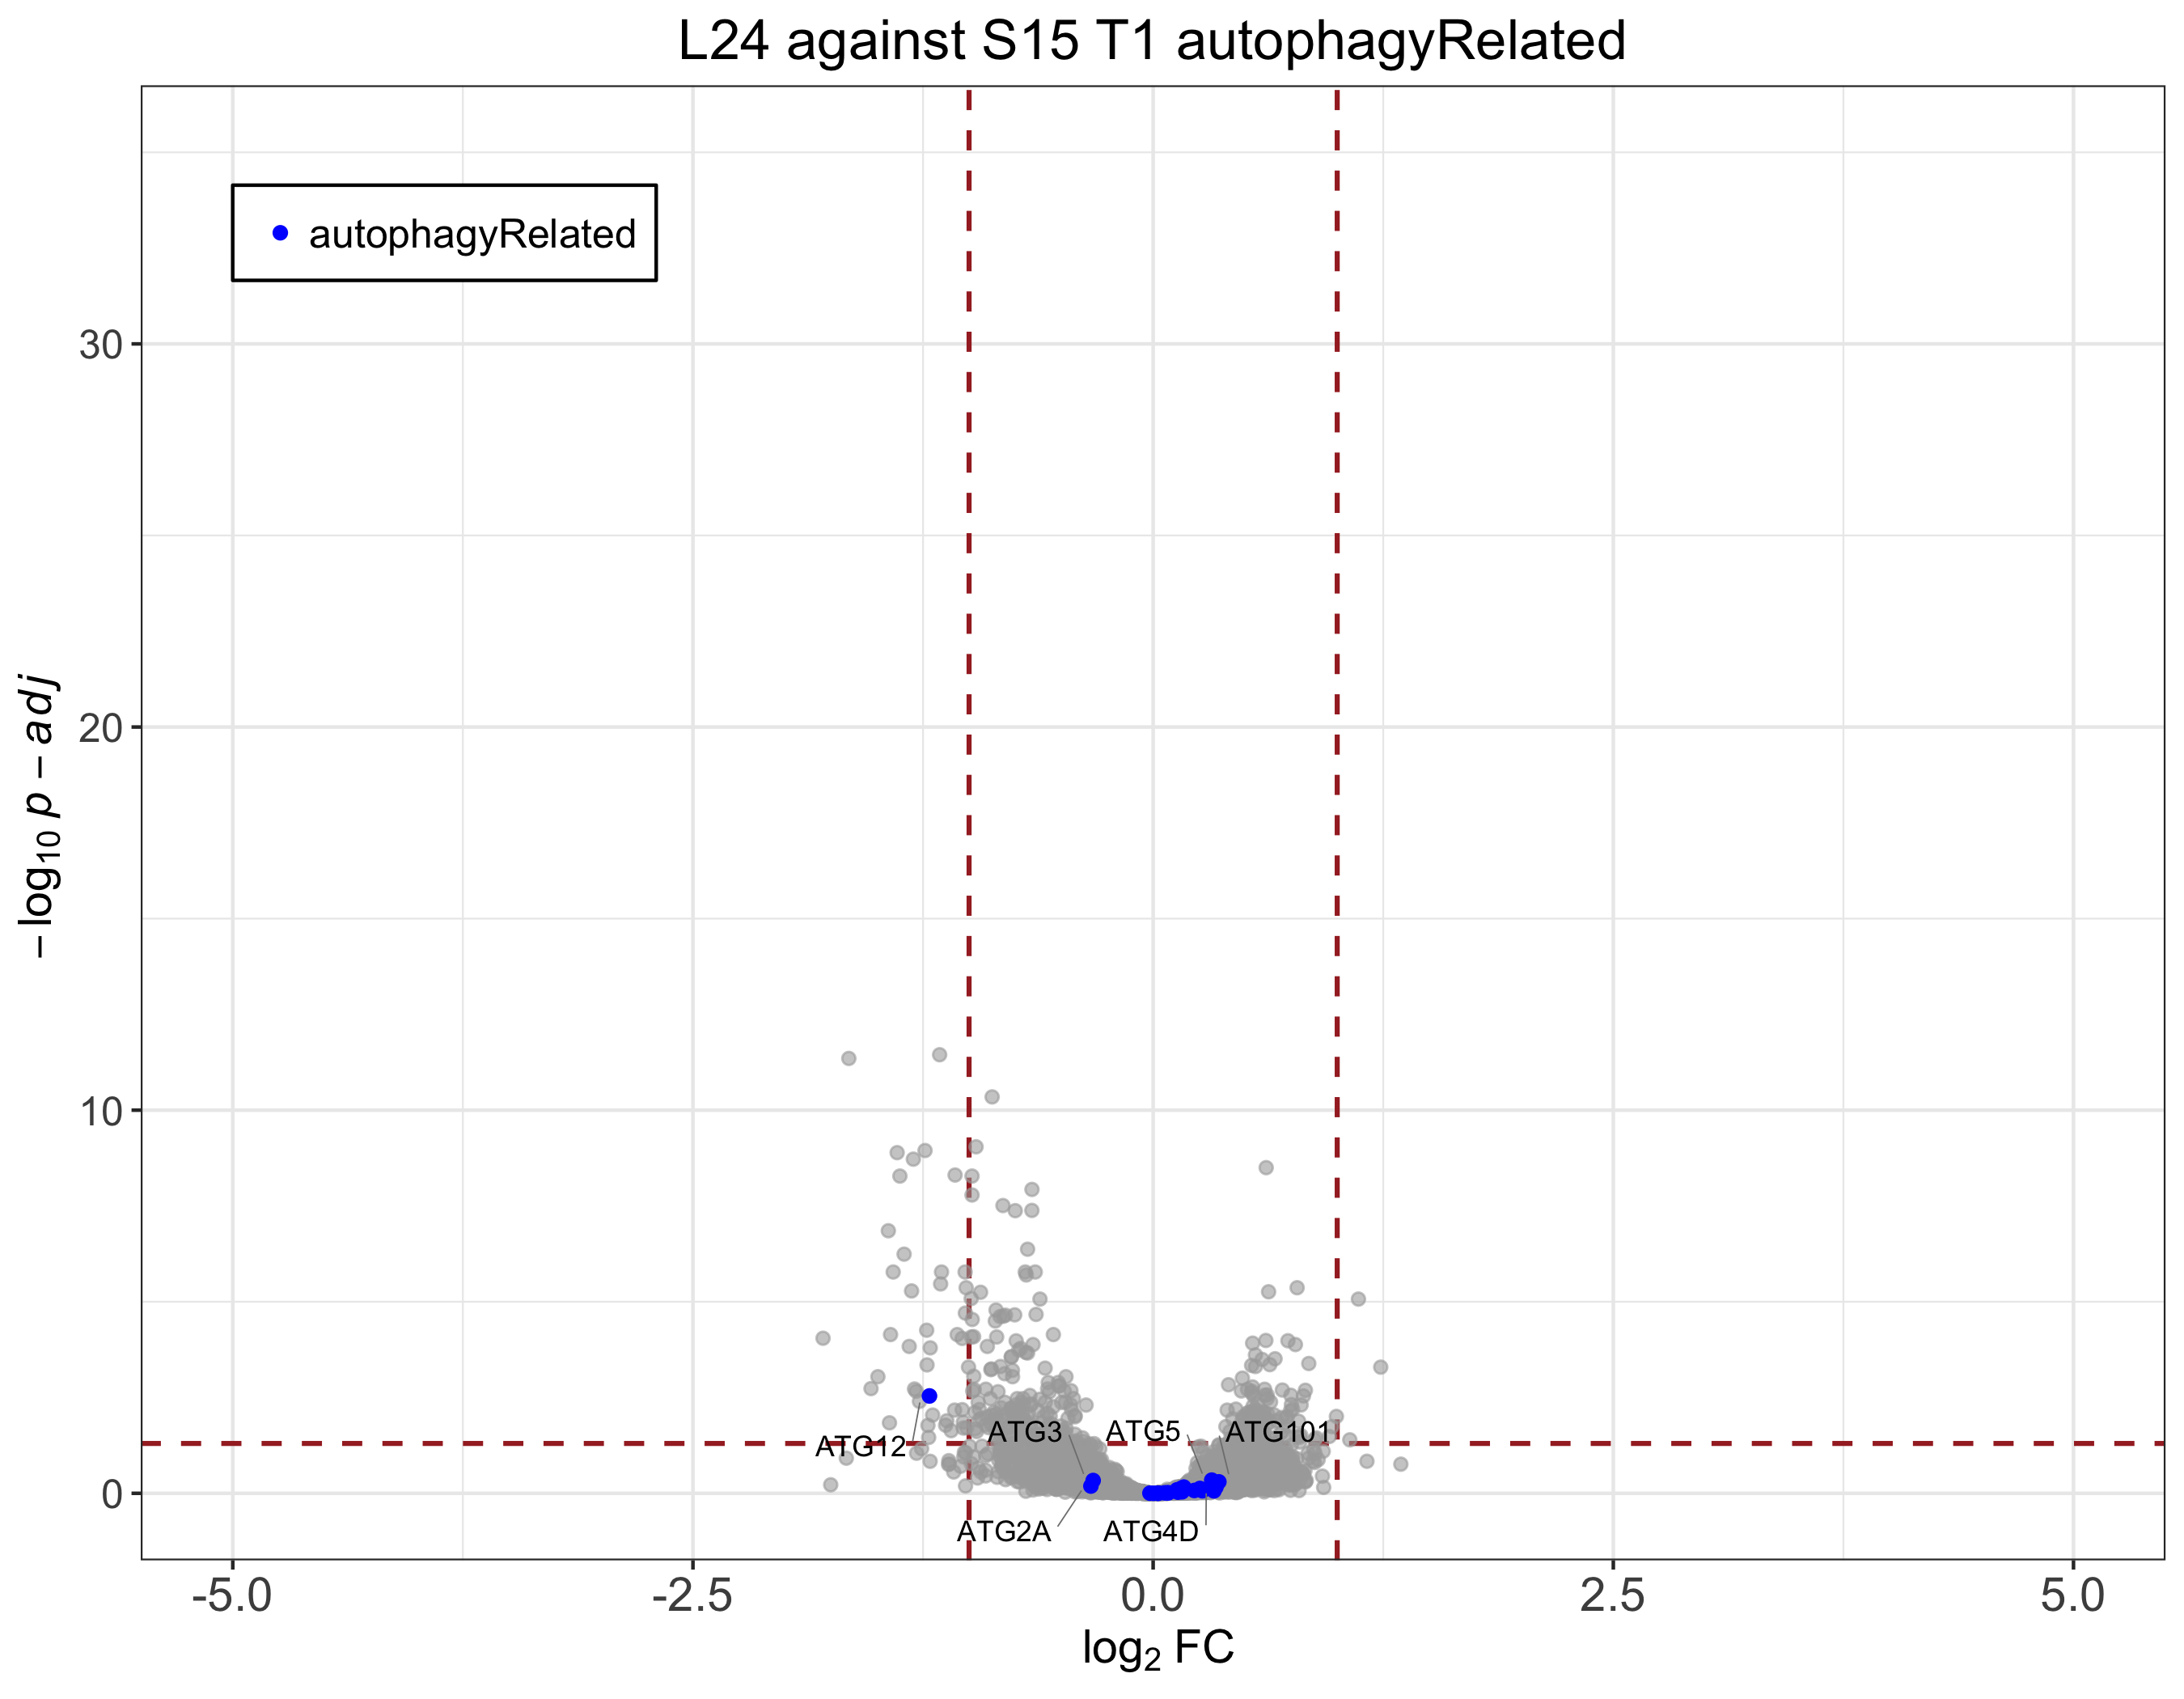 L24 against S15 T1 autophagyRelated
autophagyRelated
30
20
10
0
−log10 p − adj
ATG12
ATG3
ATG5
ATG101
ATG2A
ATG4D
-5.0
-2.5
0.0
2.5
5.0
log2 FC